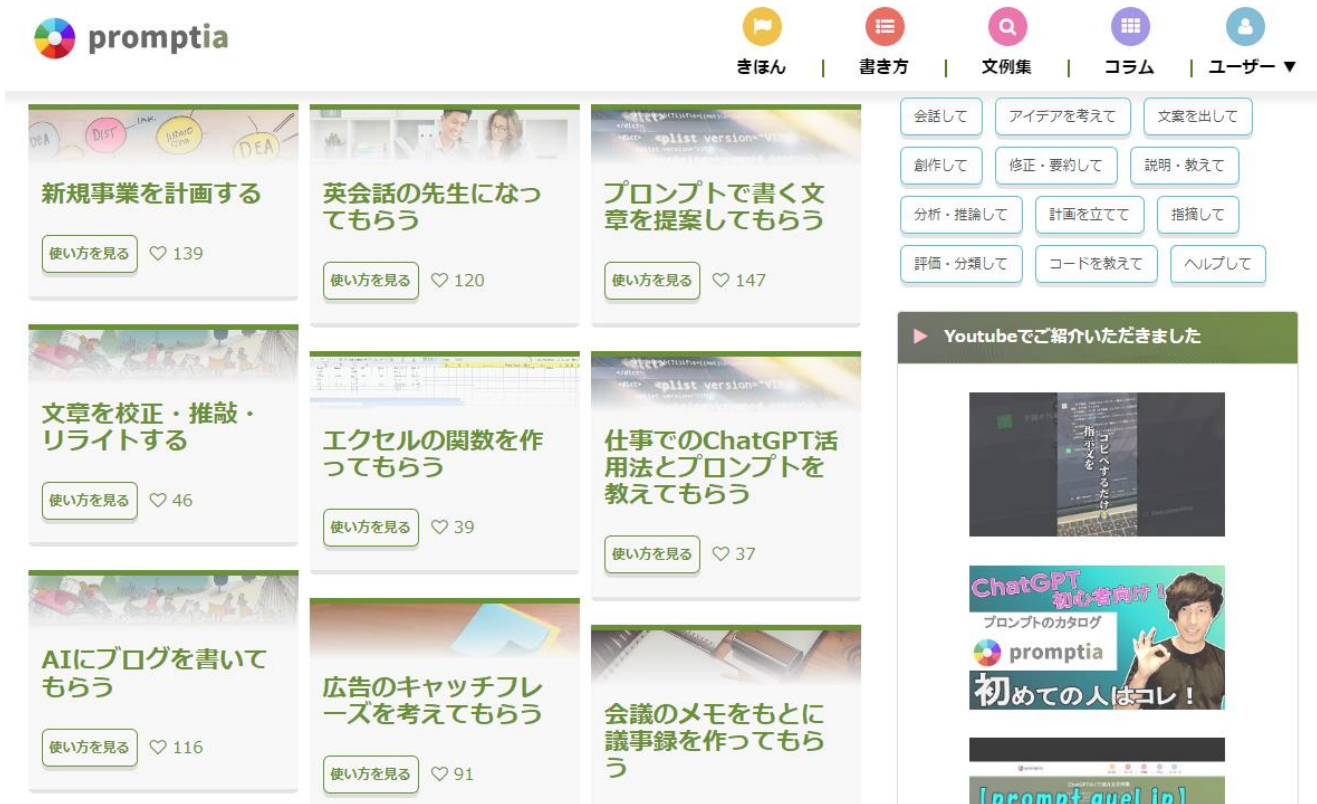 promptia
きほん | 書き方 | 文例集 | コラム | ユーザー ▼
DIST
IDEA
新規事業を計画する
使い方を見る ♡ 139
英会話の先生になっ
てもらう
使い方を見る ♡ 120
<plist version=
プロンプトで書く文
章を提案してもらう
使い方を見る ♡ 147
文章を校正・推敲・
リライトする
使い方を見る ♡ 46
エクセルの関数を作
ってもらう
使い方を見る ♡ 39
<plist version=
仕事でのChatGPT活
用法とプロンプトを
教えてもらう
使い方を見る ♡ 37
AIにブログを書いて
もらう
使い方を見る ♡ 116
広告のキャッチフレ
ーズを考えてもらう
使い方を見る ♡ 91
会議のメモをもとに
議事録を作ってもら
う
会話して アイデアを考えて 文案を出して
創作して 修正・要約して 説明・教えて
分析・推論して 計画を立てて 指摘して
評価・分類して コードを教えて ヘルプして
▶ Youtubeでご紹介いただきました
指示文を
コピペするだけ
ChatGPT
初心者向け!
プロンプトのカタログ
promptia
初めての人はコレ!
promptia
【prompt.quel.jp】